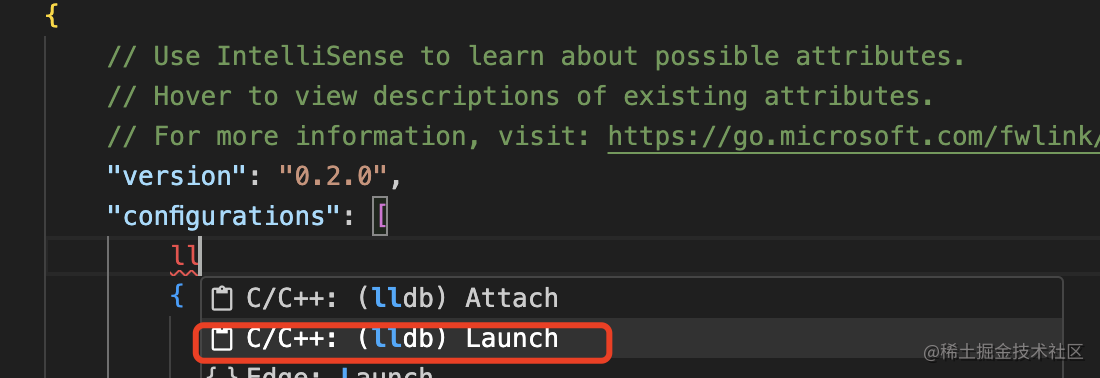 {
// Use IntelliSense to learn about possible attributes.
// Hover to view descriptions of existing attributes.
// For more information, visit: https://go.microsoft.com/fwlink/
"version": "0.2.0",
"configurations": [
ll
{
C/C++: (lldb) Attach
C/C++: (lldb) Launch
{} Edge: Launch
@稀土掘金技术社区